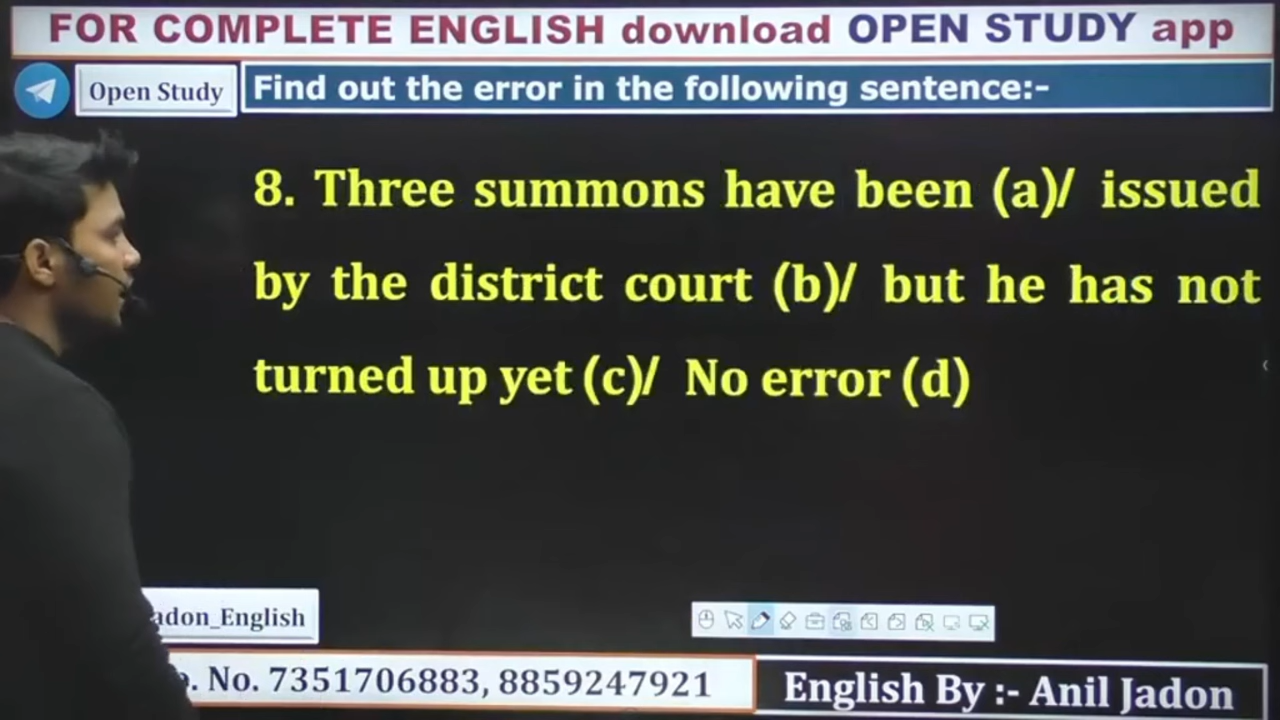 FOR COMPLETE ENGLISH download OPEN STUDY app
Open Study
Find out the error in the following sentence:-
8. Three summons have been (a)/ issued
by the district court (b)/ but he has not
turned up yet (c)/ No error (d)
adon_English
. No. 7351706883, 8859247921
English By :- Anil Jadon